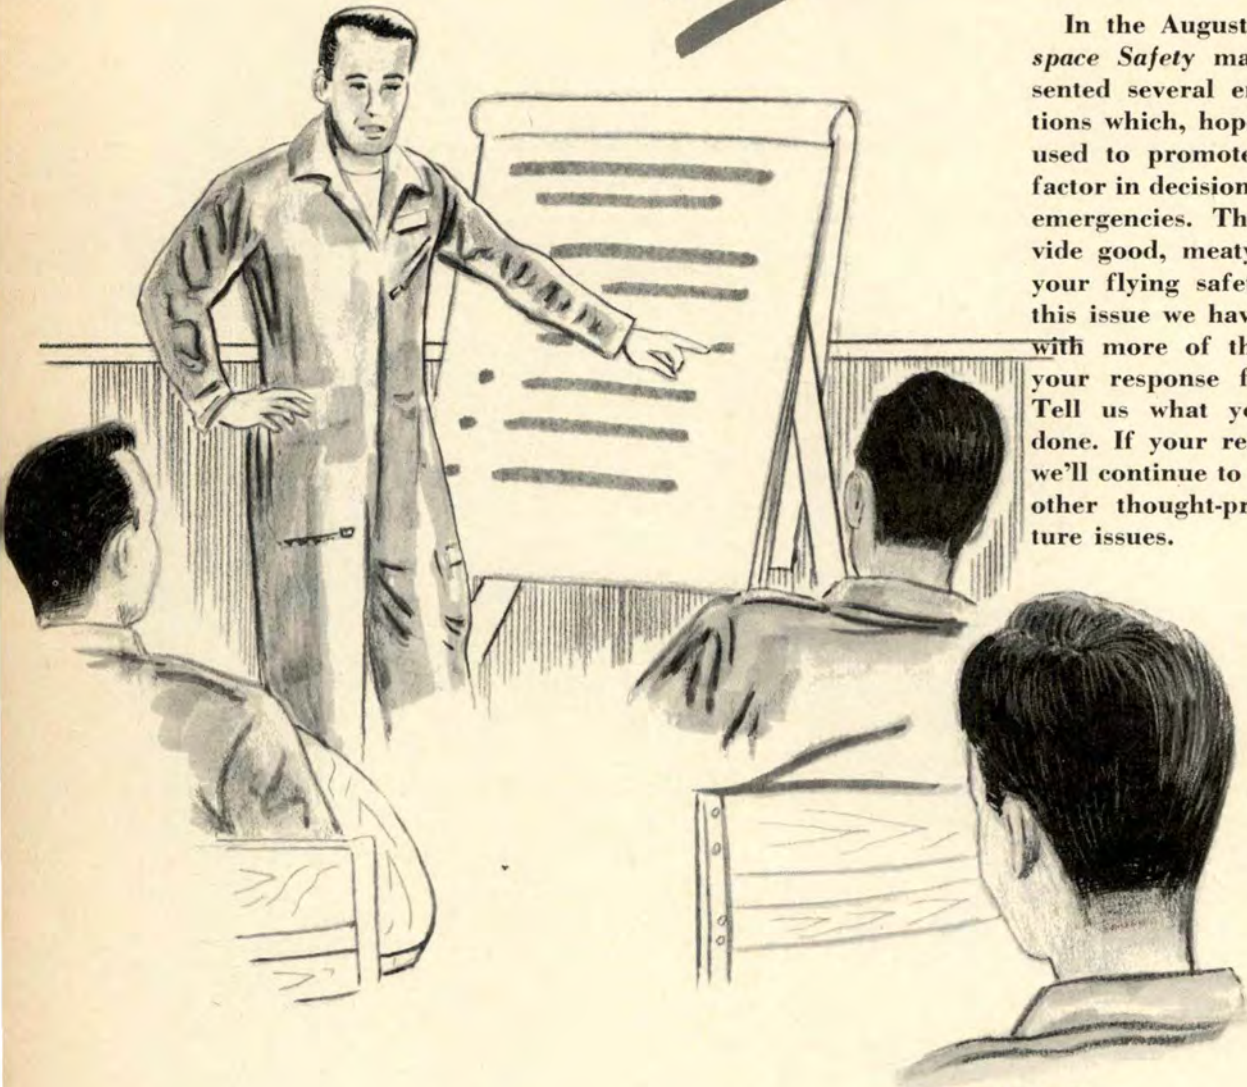 In the August
space Safety ma
sented several e
tions which, hop
used to promote
factor in decision
emergencies. Th
vide good, meaty
your flying safe
this issue we hav
with more of th
your response f
Tell us what y
done. If your re
we'll continue to
other thought-pr
ture issues.